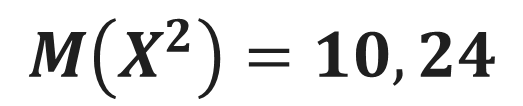 M(X²) = 10,24